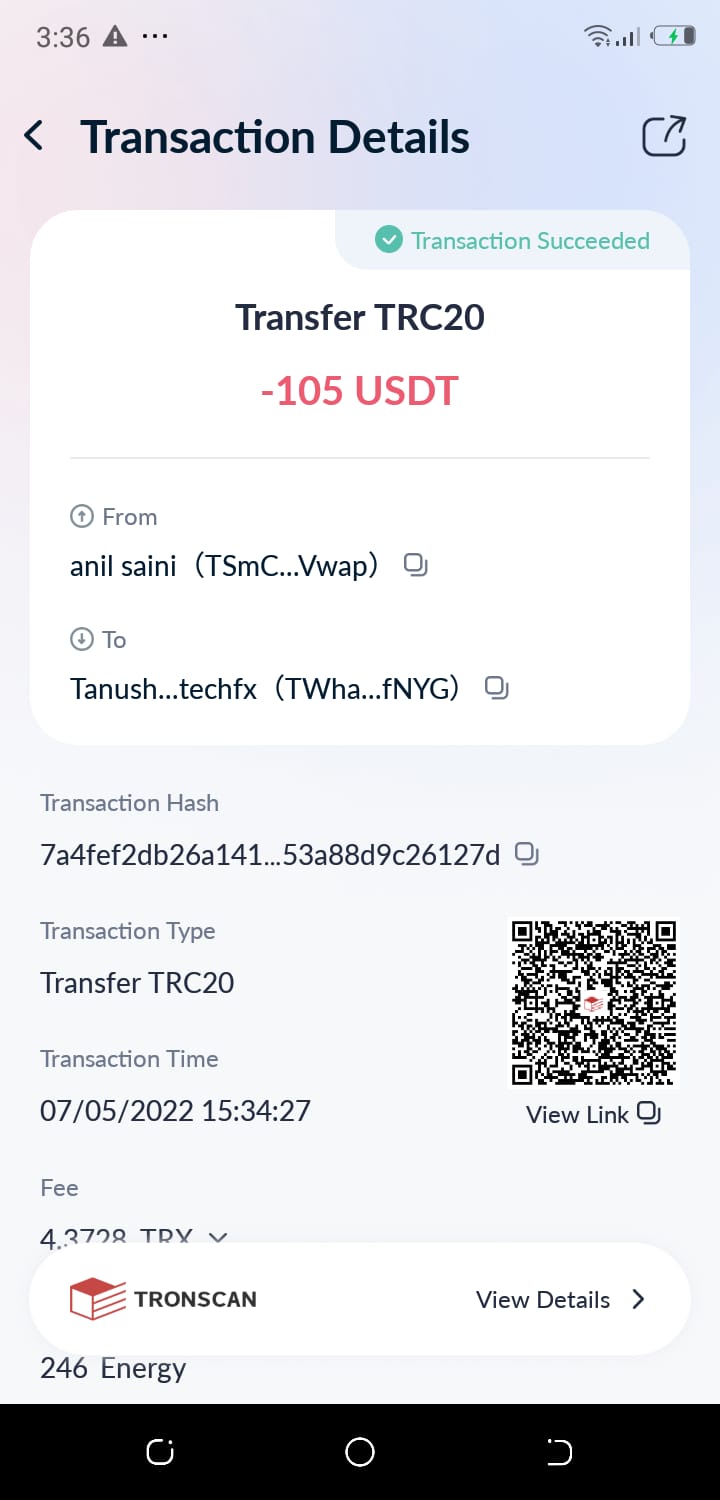 3:36
Transaction Details
Transaction Succeeded
Transfer TRC20
-105 USDT
From
anil saini（TSmC...Vwap）
To
Tanush...techfx（TWha...fNYG）
Transaction Hash
7a4fef2db26a141...53a88d9c26127d
Transaction Type
Transfer TRC20
Transaction Time
07/05/2022 15:34:27
View Link
Fee
4.3728 TRX
TRONSCAN
View Details
246 Energy